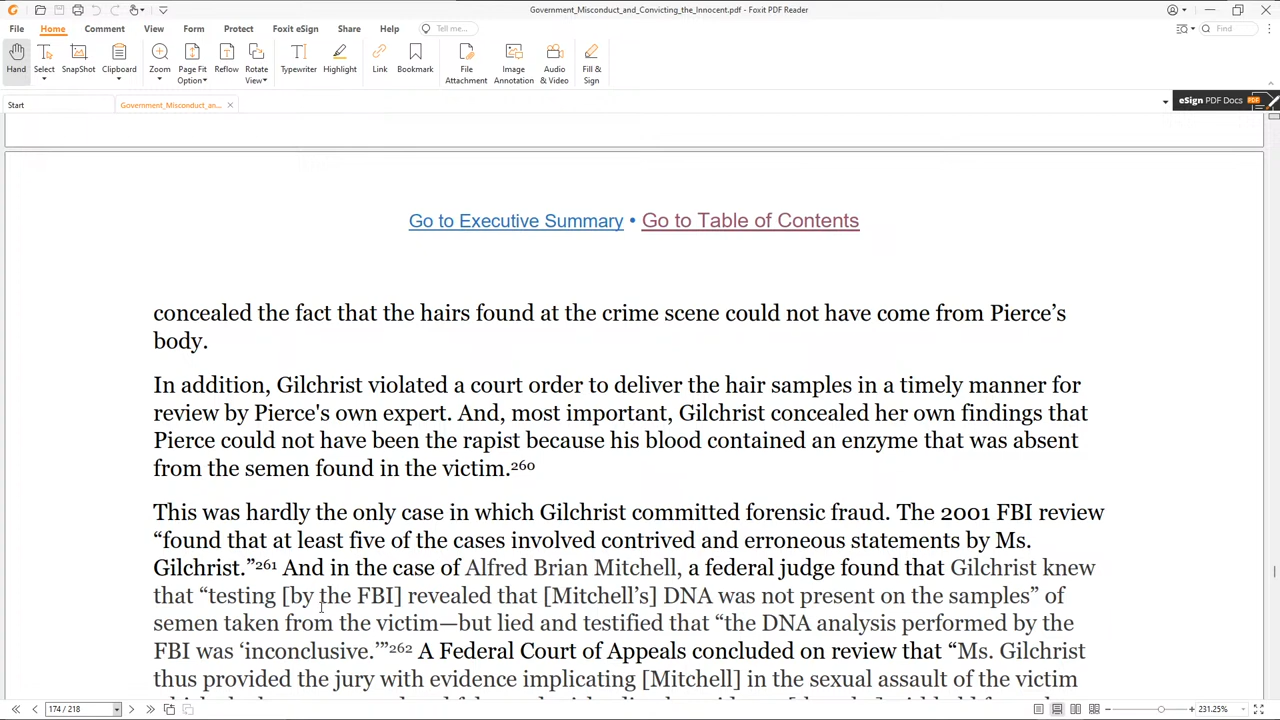 Government_Misconduct_and_Convicting_the_Innocent.pdf - Foxit PDF Reader
File Home Comment View Form Protect Foxit eSign Share Help Tell me... Find
Hand Select SnapShot Clipboard Zoom Page Fit Option Reflow Rotate View Typewriter Highlight Link Bookmark File Attachment Image Annotation Audio & Video Fill & Sign
Start Government_Misconduct_an... eSign PDF Docs
Go to Executive Summary • Go to Table of Contents
concealed the fact that the hairs found at the crime scene could not have come from Pierce’s
body.
In addition, Gilchrist violated a court order to deliver the hair samples in a timely manner for
review by Pierce's own expert. And, most important, Gilchrist concealed her own findings that
Pierce could not have been the rapist because his blood contained an enzyme that was absent
from the semen found in the victim.260
This was hardly the only case in which Gilchrist committed forensic fraud. The 2001 FBI review
“found that at least five of the cases involved contrived and erroneous statements by Ms.
Gilchrist.”261 And in the case of Alfred Brian Mitchell, a federal judge found that Gilchrist knew
that “testing [by the FBI] revealed that [Mitchell’s] DNA was not present on the samples” of
semen taken from the victim—but lied and testified that “the DNA analysis performed by the
FBI was ‘inconclusive.’”262 A Federal Court of Appeals concluded on review that “Ms. Gilchrist
thus provided the jury with evidence implicating [Mitchell] in the sexual assault of the victim
174 / 218 231.25%